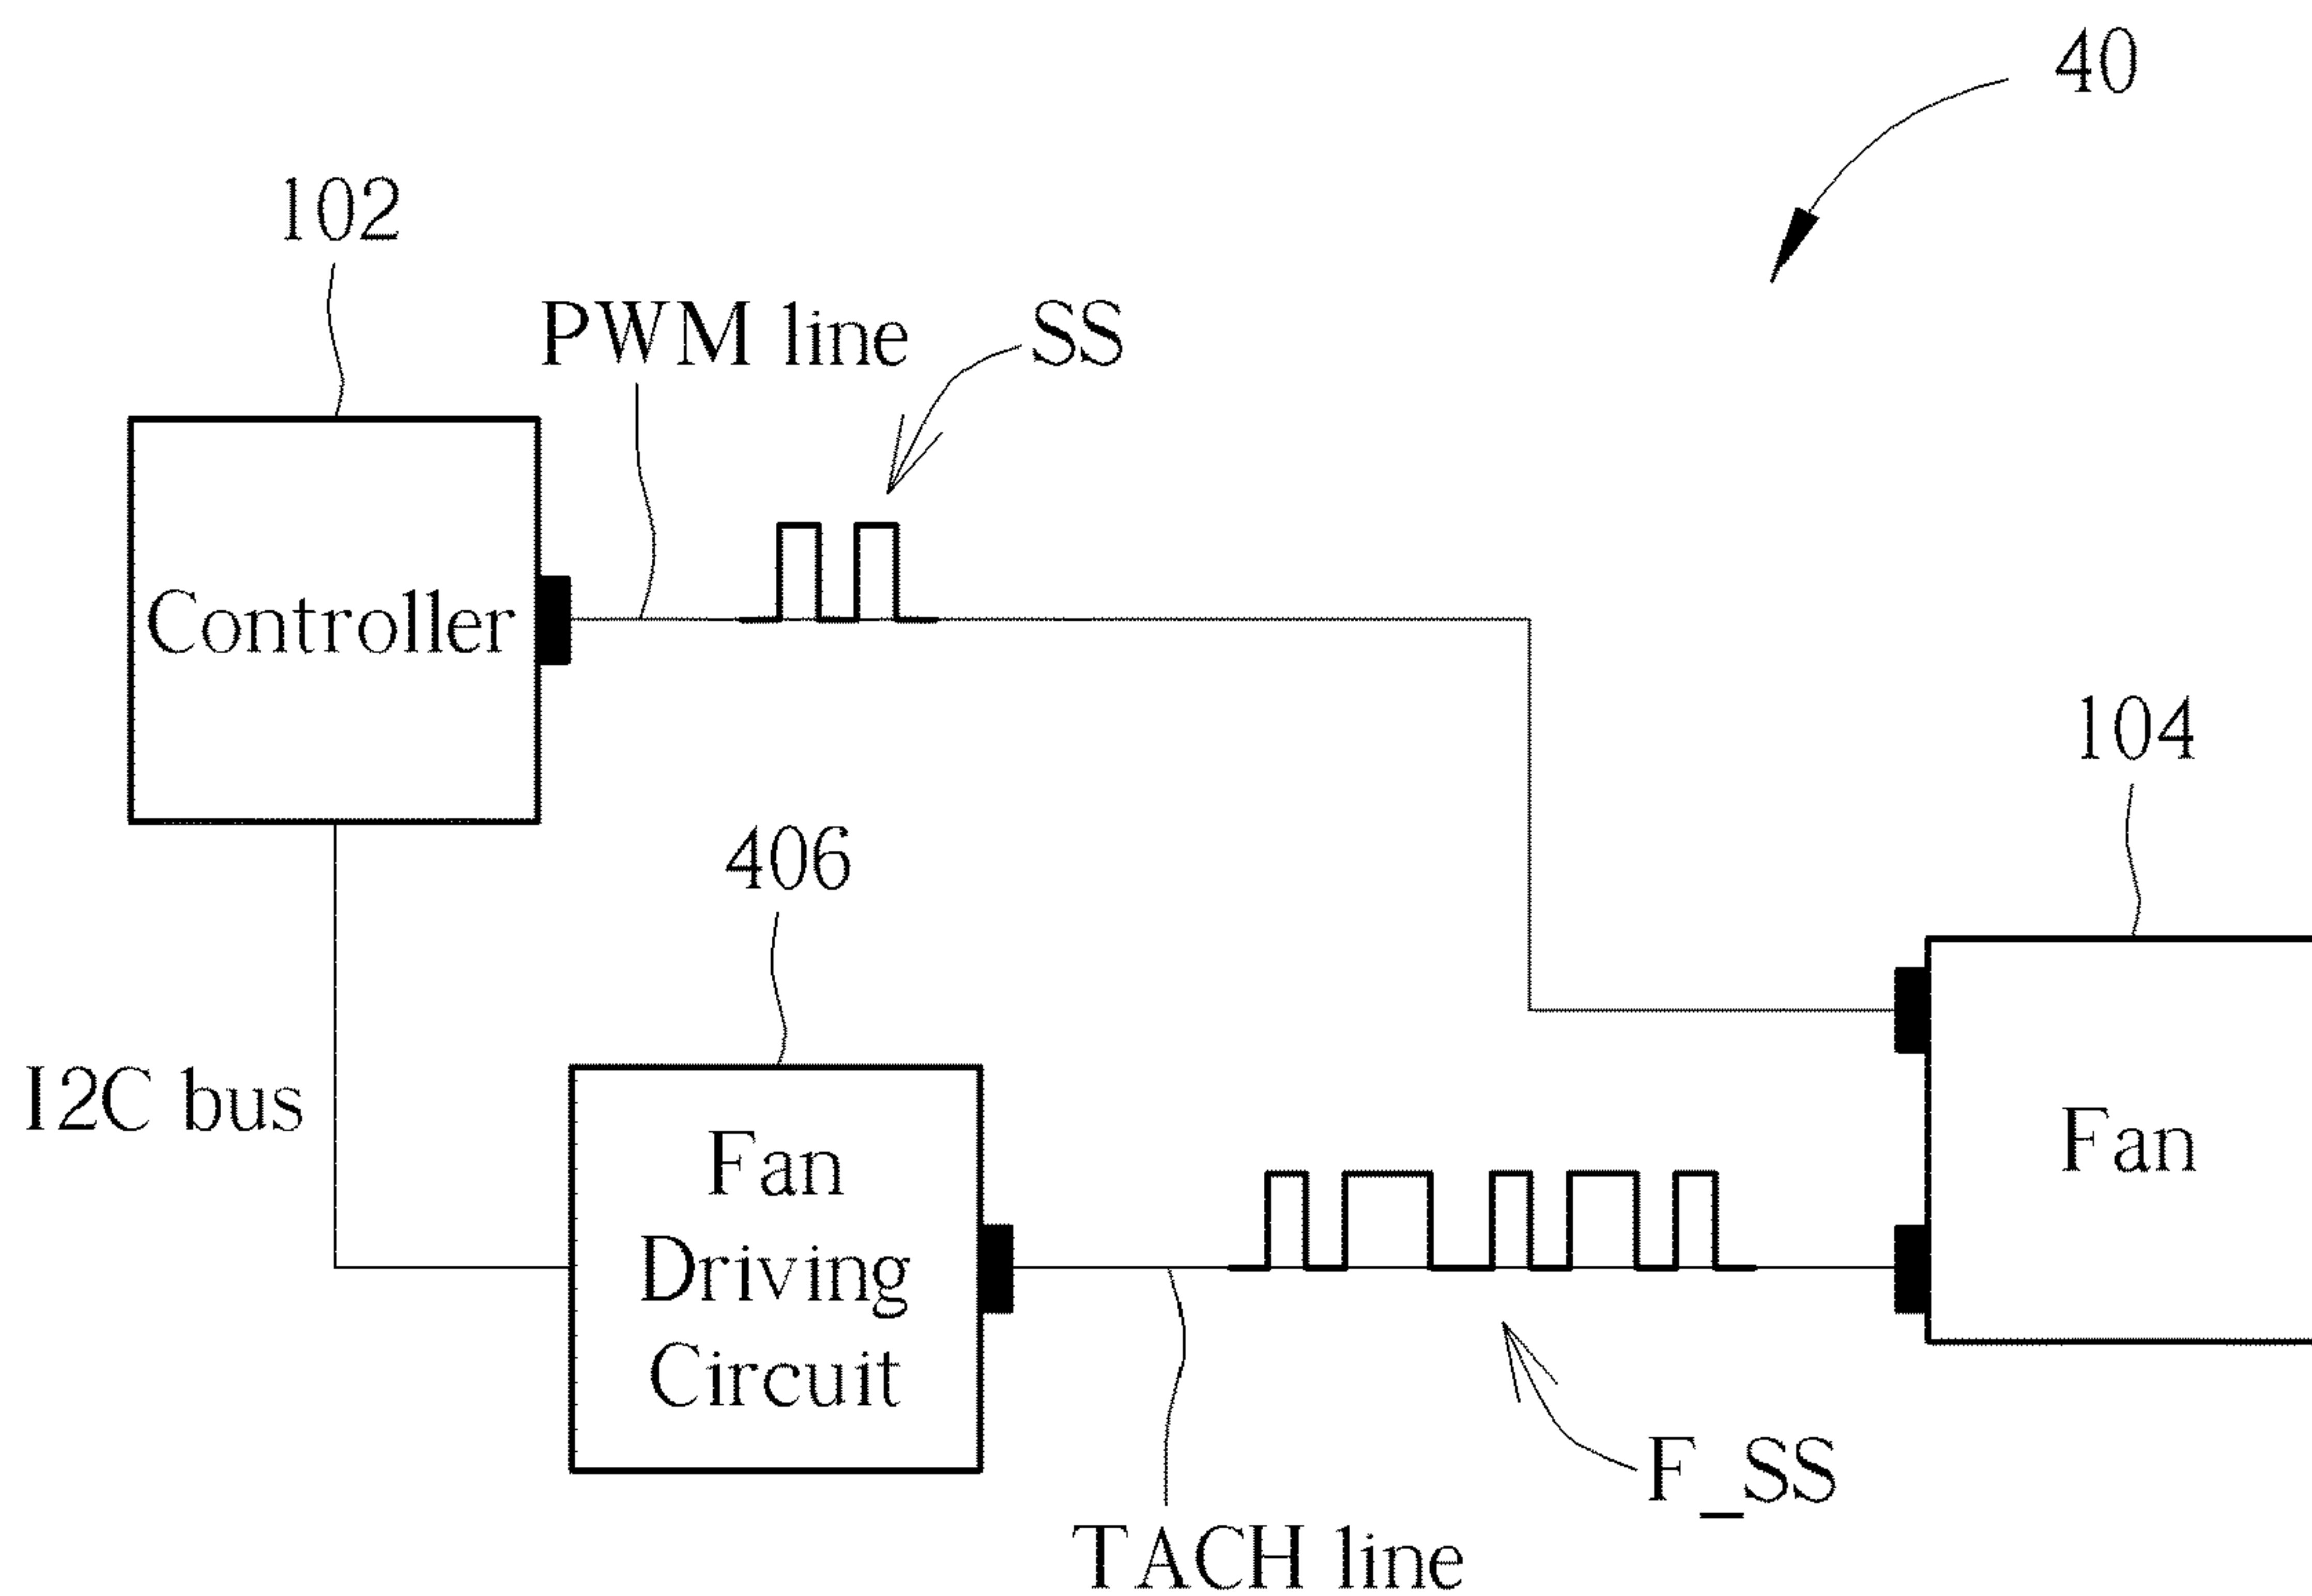 40
102
PWM line
SS
Controller
104
406
I2C bus
Fan
Driving
Circuit
Fan
F_SS
TACH line